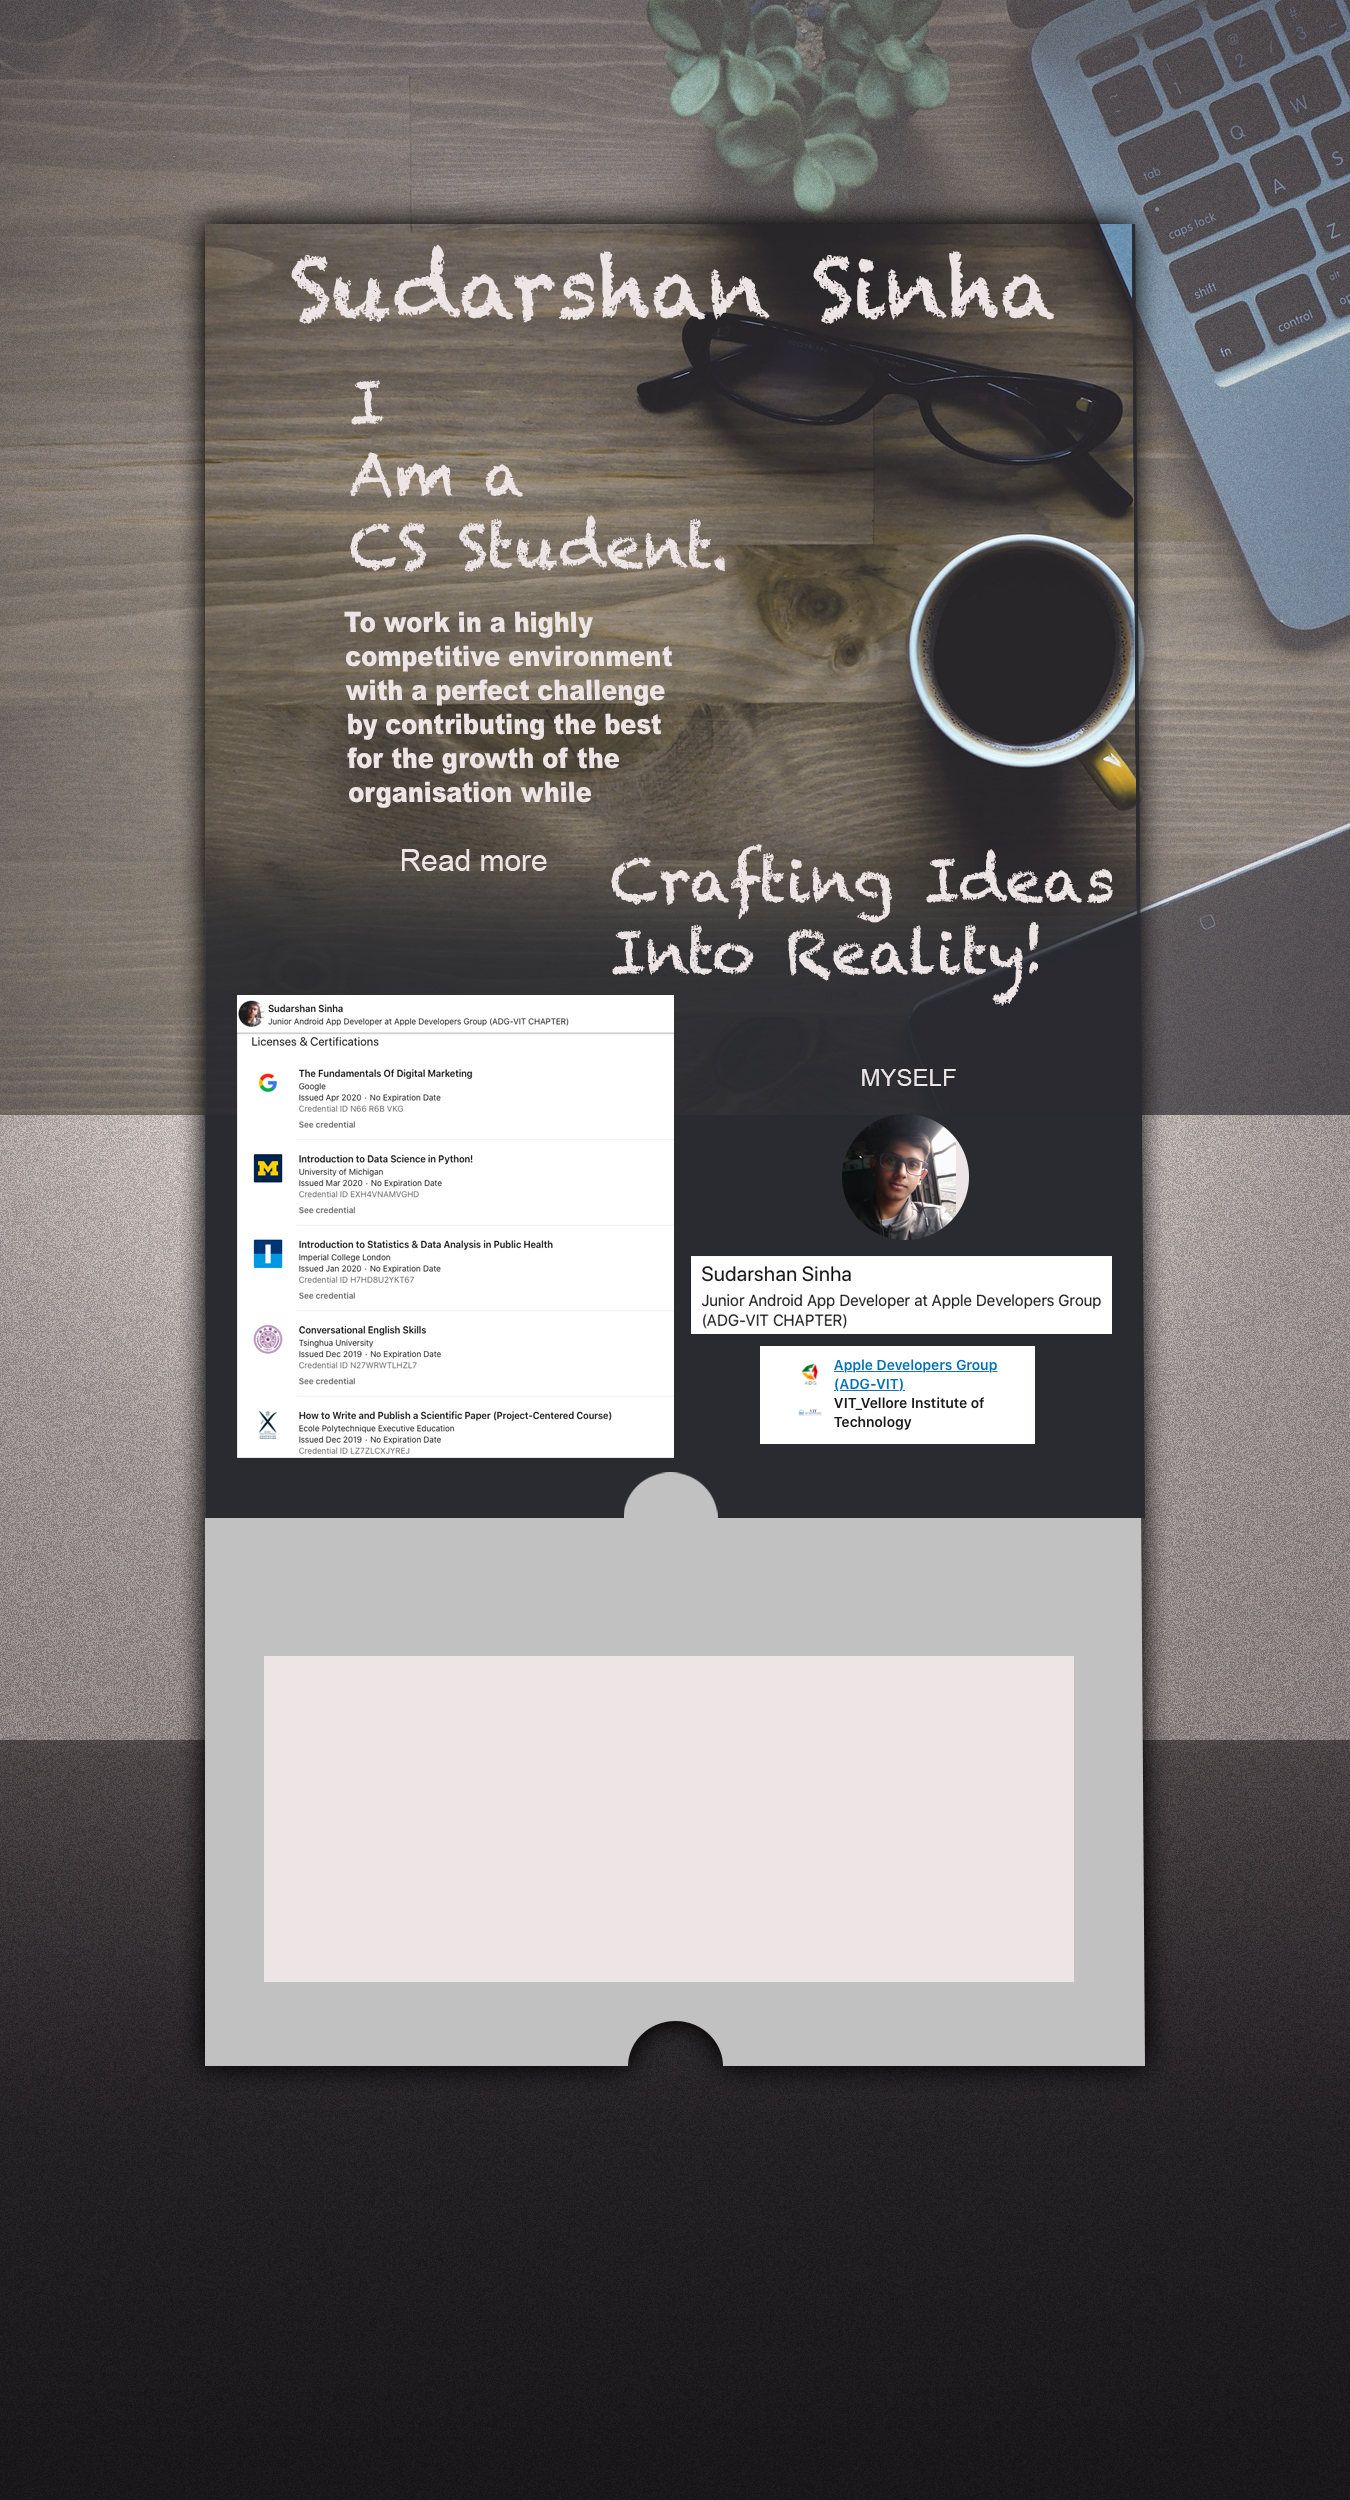 Sudarshan Sinha
I
Am a
CS Student.
To work in a highly
competitive environment
with a perfect challenge
by contributing the best
for the growth of the
organisation while
Read more
Crafting Ideas
Into Reality!
Sudarshan Sinha
Junior Android App Developer at Apple Developers Group (ADG-VIT CHAPTER)
Licenses & Certifications
The Fundamentals Of Digital Marketing
Google
Issued Apr 2020 · No Expiration Date
Credential ID N66 R6B VKG
See credential
Introduction to Data Science in Python!
University of Michigan
Issued Mar 2020 · No Expiration Date
Credential ID EXH4VNAMVGHD
See credential
Introduction to Statistics & Data Analysis in Public Health
Imperial College London
Issued Jan 2020 · No Expiration Date
Credential ID H7HD8U2YKT67
See credential
Conversational English Skills
Tsinghua University
Issued Dec 2019 · No Expiration Date
Credential ID N27WRWTLHZL7
See credential
How to Write and Publish a Scientific Paper (Project-Centered Course)
Ecole Polytechnique Executive Education
Issued Dec 2019 · No Expiration Date
Credential ID LZ7ZLCXJYREJ
MYSELF
Sudarshan Sinha
Junior Android App Developer at Apple Developers Group
(ADG-VIT CHAPTER)
Apple Developers Group
(ADG-VIT)
VIT_Vellore Institute of
Technology
# 
@ 3
~ ! 2
1
W
Q
tab
S
A
caps lock
Z
shift
alt
control
fn